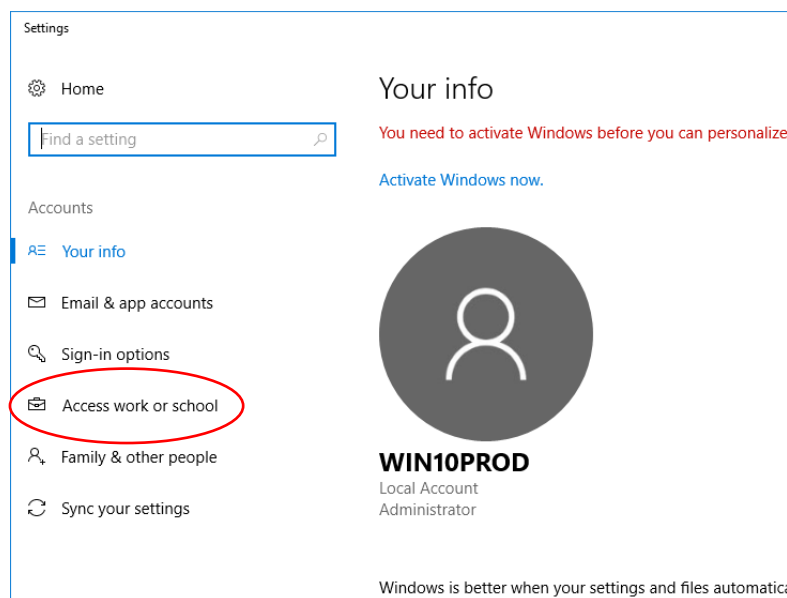 Settings
Home
Find a setting
Accounts
Your info
Email & app accounts
Sign-in options
Access work or school
Family & other people
Sync your settings
Your info
You need to activate Windows before you can personalize
Activate Windows now.
WIN10PROD
Local Account
Administrator
Windows is better when your settings and files automatica